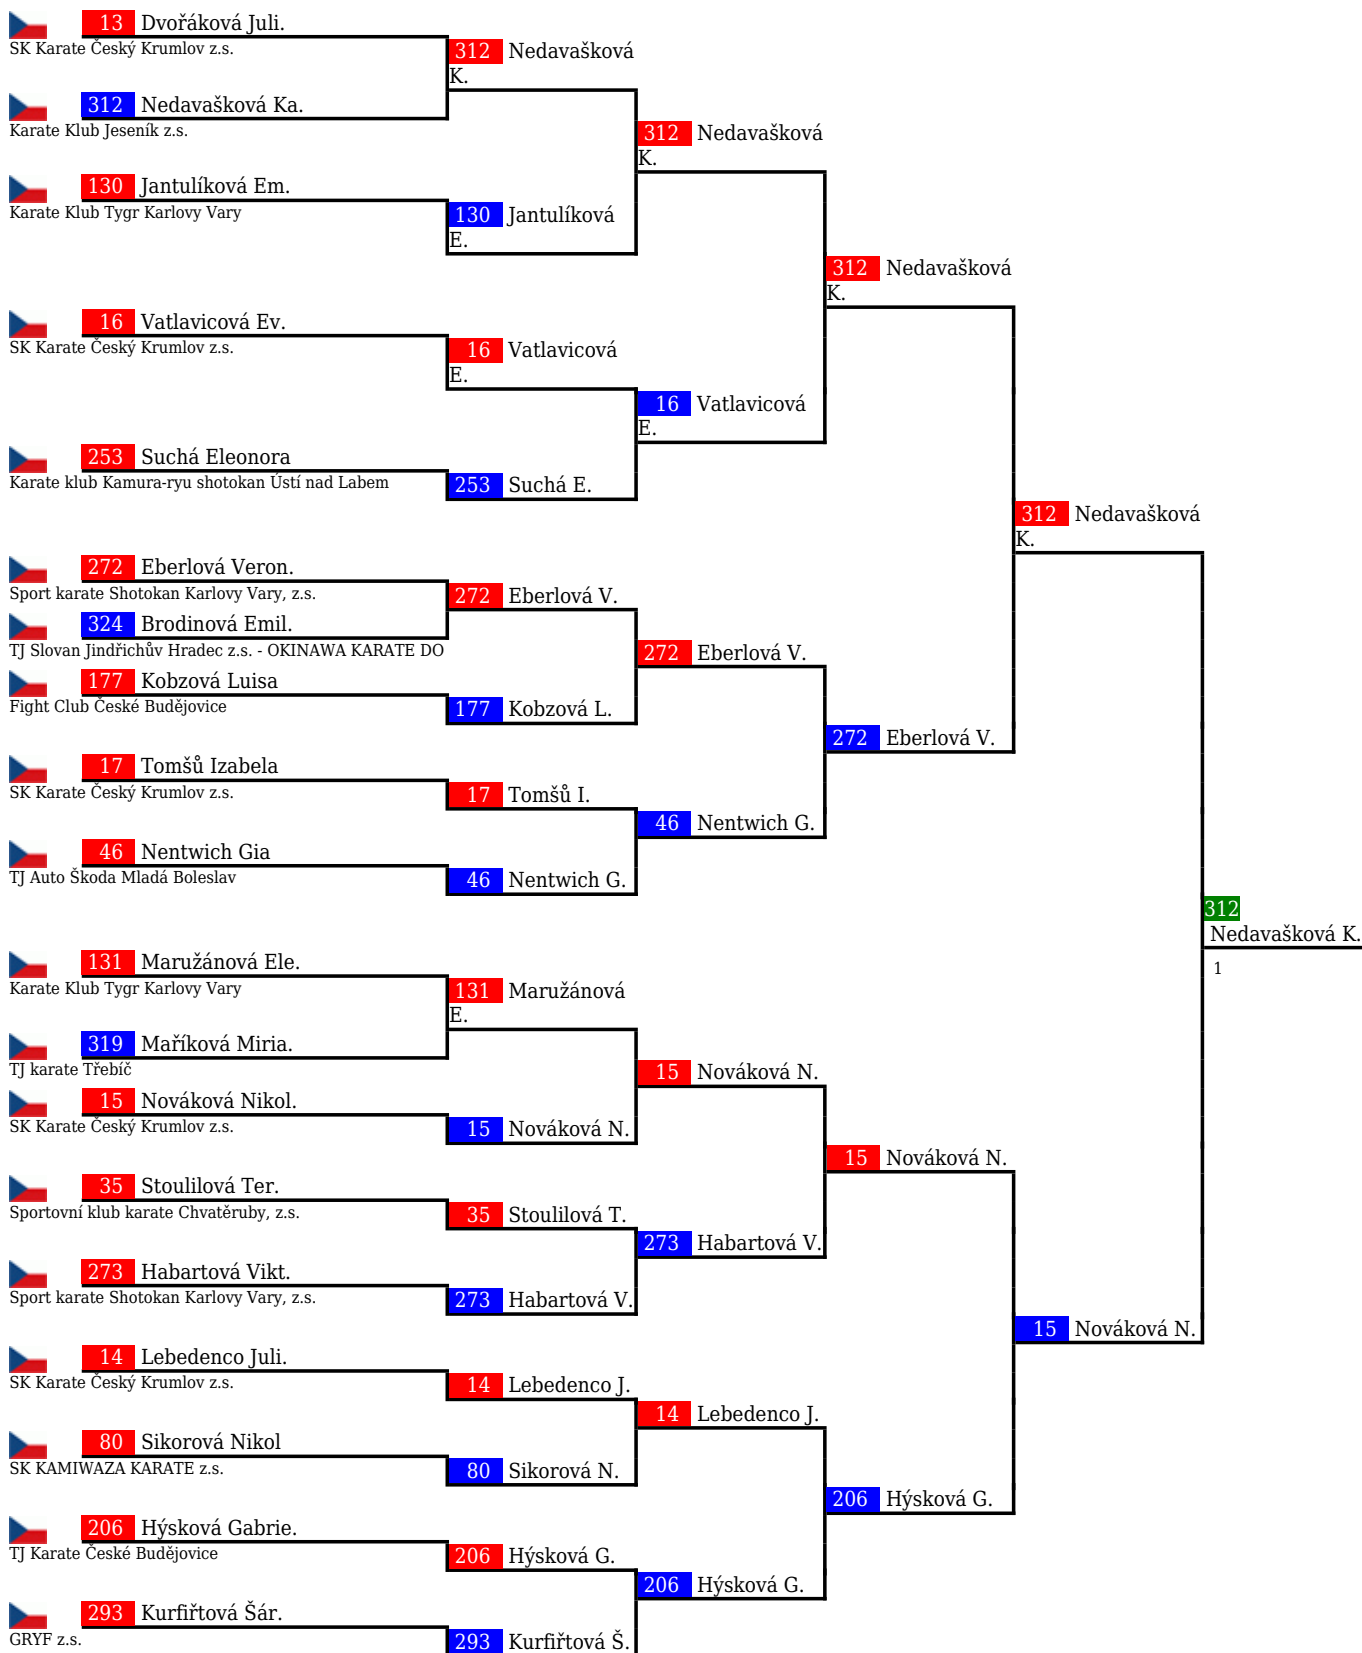 13 Dvořáková Juli.
SK Karate Český Krumlov z.s.
312 Nedavašková
K.
312 Nedavašková Ka.
Karate Klub Jeseník z.s.
312 Nedavašková
K.
130 Jantulíková Em.
Karate Klub Tygr Karlovy Vary
130 Jantulíková
E.
312 Nedavašková
K.
16 Vatlavicová Ev.
SK Karate Český Krumlov z.s.
16 Vatlavicová
E.
16 Vatlavicová
E.
253 Suchá Eleonora
Karate klub Kamura-ryu shotokan Ústí nad Labem
253 Suchá E.
312 Nedavašková
K.
272 Eberlová Veron.
Sport karate Shotokan Karlovy Vary, z.s.
272 Eberlová V.
324 Brodinová Emil.
TJ Slovan Jindřichův Hradec z.s. - OKINAWA KARATE DO
272 Eberlová V.
177 Kobzová Luisa
Fight Club České Budějovice
177 Kobzová L.
272 Eberlová V.
17 Tomšů Izabela
SK Karate Český Krumlov z.s.
17 Tomšů I.
46 Nentwich G.
46 Nentwich Gia
TJ Auto Škoda Mladá Boleslav
46 Nentwich G.
312
Nedavašková K.
1
131 Maružánová Ele.
Karate Klub Tygr Karlovy Vary
131 Maružánová
E.
319 Maříková Miria.
TJ karate Třebíč
15 Nováková N.
15 Nováková Nikol.
SK Karate Český Krumlov z.s.
15 Nováková N.
15 Nováková N.
35 Stoulilová Ter.
Sportovní klub karate Chvatěruby, z.s.
35 Stoulilová T.
273 Habartová V.
273 Habartová Vikt.
Sport karate Shotokan Karlovy Vary, z.s.
273 Habartová V.
15 Nováková N.
14 Lebedenco Juli.
SK Karate Český Krumlov z.s.
14 Lebedenco J.
14 Lebedenco J.
80 Sikorová Nikol
SK KAMIWAZA KARATE z.s.
80 Sikorová N.
206 Hýsková G.
206 Hýsková Gabrie.
TJ Karate České Budějovice
206 Hýsková G.
206 Hýsková G.
293 Kurfiřtová Šár.
GRYF z.s.
293 Kurfiřtová Š.